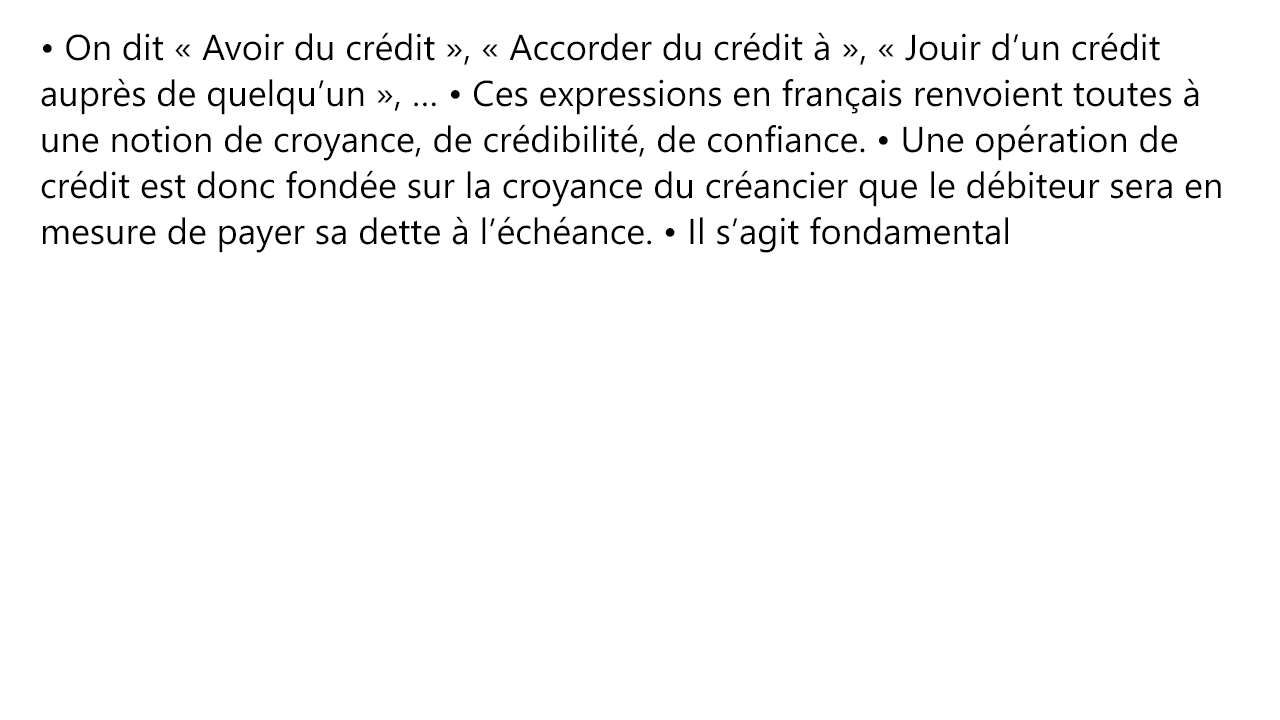 • On dit « Avoir du crédit », « Accorder du crédit à », « Jouir d’un crédit
auprès de quelqu’un », ... • Ces expressions en français renvoient toutes à
une notion de croyance, de crédibilité, de confiance. • Une opération de
crédit est donc fondée sur la croyance du créancier que le débiteur sera en
mesure de payer sa dette à l’échéance. • Il s’agit fondamental